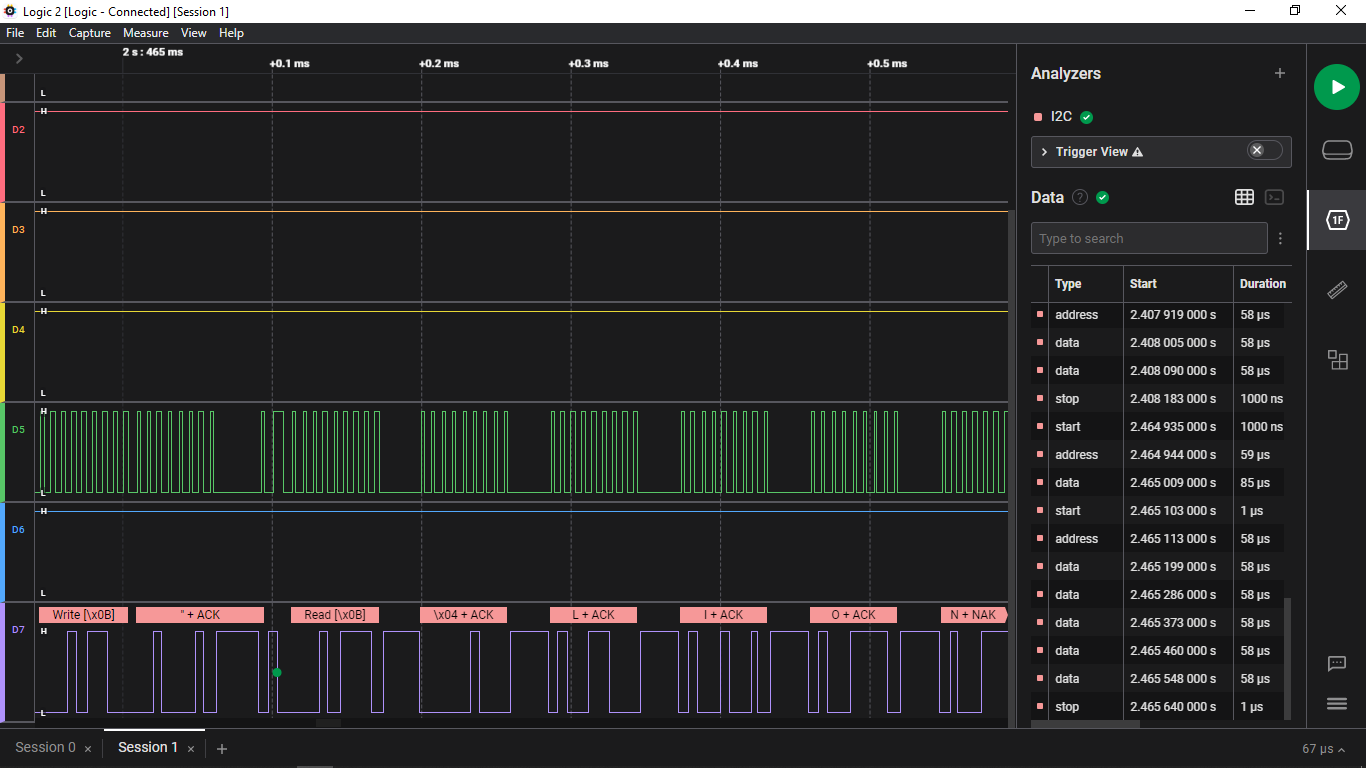 Logic 2 [Logic - Connected] [Session 1]
File Edit Capture Measure View Help
2 s : 465 ms
+0.1 ms +0.2 ms +0.3 ms +0.4 ms +0.5 ms
L
H
D2
L
H
D3
L
H
D4
L
H
D5
L
H
D6
L
Write [\x0B] " + ACK Read [\x0B] \x04 + ACK L + ACK I + ACK O + ACK N + NAK
D7
H
L
Analyzers +
I2C
Trigger View
Data ?
1F
Type to search
Type Start Duration
address 2.407 919 000 s 58 µs
data 2.408 005 000 s 58 µs
data 2.408 090 000 s 58 µs
stop 2.408 183 000 s 1000 ns
start 2.464 935 000 s 1000 ns
address 2.464 944 000 s 59 µs
data 2.465 009 000 s 85 µs
start 2.465 103 000 s 1 µs
address 2.465 113 000 s 58 µs
data 2.465 199 000 s 58 µs
data 2.465 286 000 s 58 µs
data 2.465 373 000 s 58 µs
data 2.465 460 000 s 58 µs
data 2.465 548 000 s 58 µs
stop 2.465 640 000 s 1 µs
Session 0 × Session 1 × +
67 µs